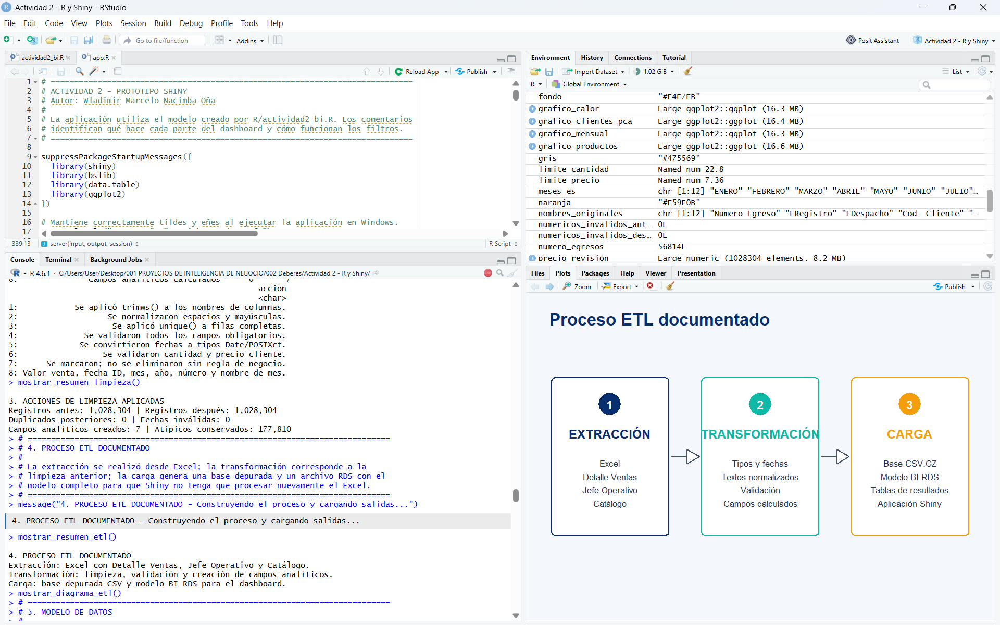 Actividad 2 - R y Shiny - RStudio
File Edit Code View Plots Session Build Debug Profile Tools Help
Go to file/function Addins Posit Assistant Actividad 2 - R y Shiny
actividad2_bi.R app.R
Reload App Publish
1 # =============================================================================
2 # ACTIVIDAD 2 - PROTOTIPO SHINY
3 # Autor: Wladimir Marcelo Nacimba Oña
4 #
5 # La aplicación utiliza el modelo creado por R/actividad2_bi.R. Los comentarios
6 # identifican qué hace cada parte del dashboard y cómo funcionan los filtros.
7 # =============================================================================
8
9 suppressPackageStartupMessages({
10 library(shiny)
11 library(bslib)
12 library(data.table)
13 library(ggplot2)
14 })
15
16 # Mantiene correctamente tildes y eñes al ejecutar la aplicación en Windows.
17
339:13 server(input, output, session) R Script
Console Terminal Background Jobs
R 4.6.1 · C:/Users/User/Desktop/001 PROYECTOS DE INTELIGENCIA DE NEGOCIO/002 Deberes/Actividad 2 - R y Shiny/
8: Campos analíticos calculados 0 7
accion
<char>
1: Se aplicó trimws() a los nombres de columnas.
2: Se normalizaron espacios y mayúsculas.
3: Se aplicó unique() a filas completas.
4: Se validaron todos los campos obligatorios.
5: Se convirtieron fechas a tipos Date/POSIXct.
6: Se validaron cantidad y precio cliente.
7: Se marcaron; no se eliminaron sin regla de negocio.
8: Valor venta, fecha ID, mes, año, número y nombre de mes.
> mostrar_resumen_limpieza()
3. ACCIONES DE LIMPIEZA APLICADAS
Registros antes: 1,028,304 | Registros después: 1,028,304
Duplicados posteriores: 0 | Fechas inválidas: 0
Campos analíticos creados: 7 | Atípicos conservados: 177,810
> # =============================================================================
> # 4. PROCESO ETL DOCUMENTADO
> #
> # La extracción se realizó desde Excel; la transformación corresponde a la
> # limpieza anterior; la carga genera una base depurada y un archivo RDS con el
> # modelo completo para que Shiny no tenga que procesar nuevamente el Excel.
> # =============================================================================
> message("4. PROCESO ETL DOCUMENTADO - Construyendo el proceso y cargando salidas...")
4. PROCESO ETL DOCUMENTADO - Construyendo el proceso y cargando salidas...
> mostrar_resumen_etl()
4. PROCESO ETL DOCUMENTADO
Extracción: Excel con Detalle Ventas, Jefe Operativo y Catálogo.
Transformación: limpieza, validación y creación de campos analíticos.
Carga: base depurada CSV y modelo BI RDS para el dashboard.
> mostrar_diagrama_etl()
> # =============================================================================
> # 5. MODELO DE DATOS
> #
Environment History Connections Tutorial
Import Dataset 1.02 GiB List
R Global Environment
fondo "#F4F7FB"
grafico_calor Large ggplot2::ggplot (16.3 MB)
grafico_clientes_pca Large ggplot2::ggplot (16.4 MB)
grafico_mensual Large ggplot2::ggplot (16.3 MB)
grafico_productos Large ggplot2::ggplot (16.6 MB)
gris "#475569"
limite_cantidad Named num 22.8
limite_precio Named num 7.36
meses_es chr [1:12] "ENERO" "FEBRERO" "MARZO" "ABRIL" "MAYO" "JUNIO" "JULIO"…
naranja "#F59E0B"
nombres_originales chr [1:12] "Numero Egreso" "FRegistro" "FDespacho" "Cod- Cliente" "…
numericos_invalidos_ant… 0L
numericos_invalidos_des… 0L
numero_egresos 56814L
precio_revision Large numeric (1028304 elements, 8.2 MB)
Files Plots Packages Help Viewer Presentation
Zoom Export Publish
Proceso ETL documentado
1
EXTRACCIÓN
Excel
Detalle Ventas
Jefe Operativo
Catálogo
2
TRANSFORMACIÓN
Tipos y fechas
Textos normalizados
Validación
Campos calculados
3
CARGA
Base CSV.GZ
Modelo BI RDS
Tablas de resultados
Aplicación Shiny